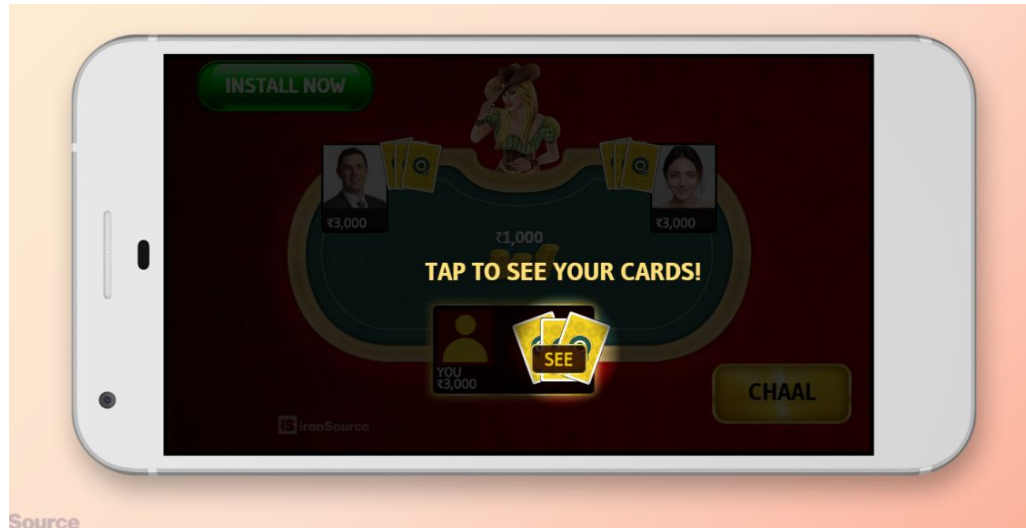 INSTALL NOW
₹3,000
₹3,000
₹1,000
TAP TO SEE YOUR CARDS!
SEE
YOU
₹3,000
CHAAL
iS ironSource
Source